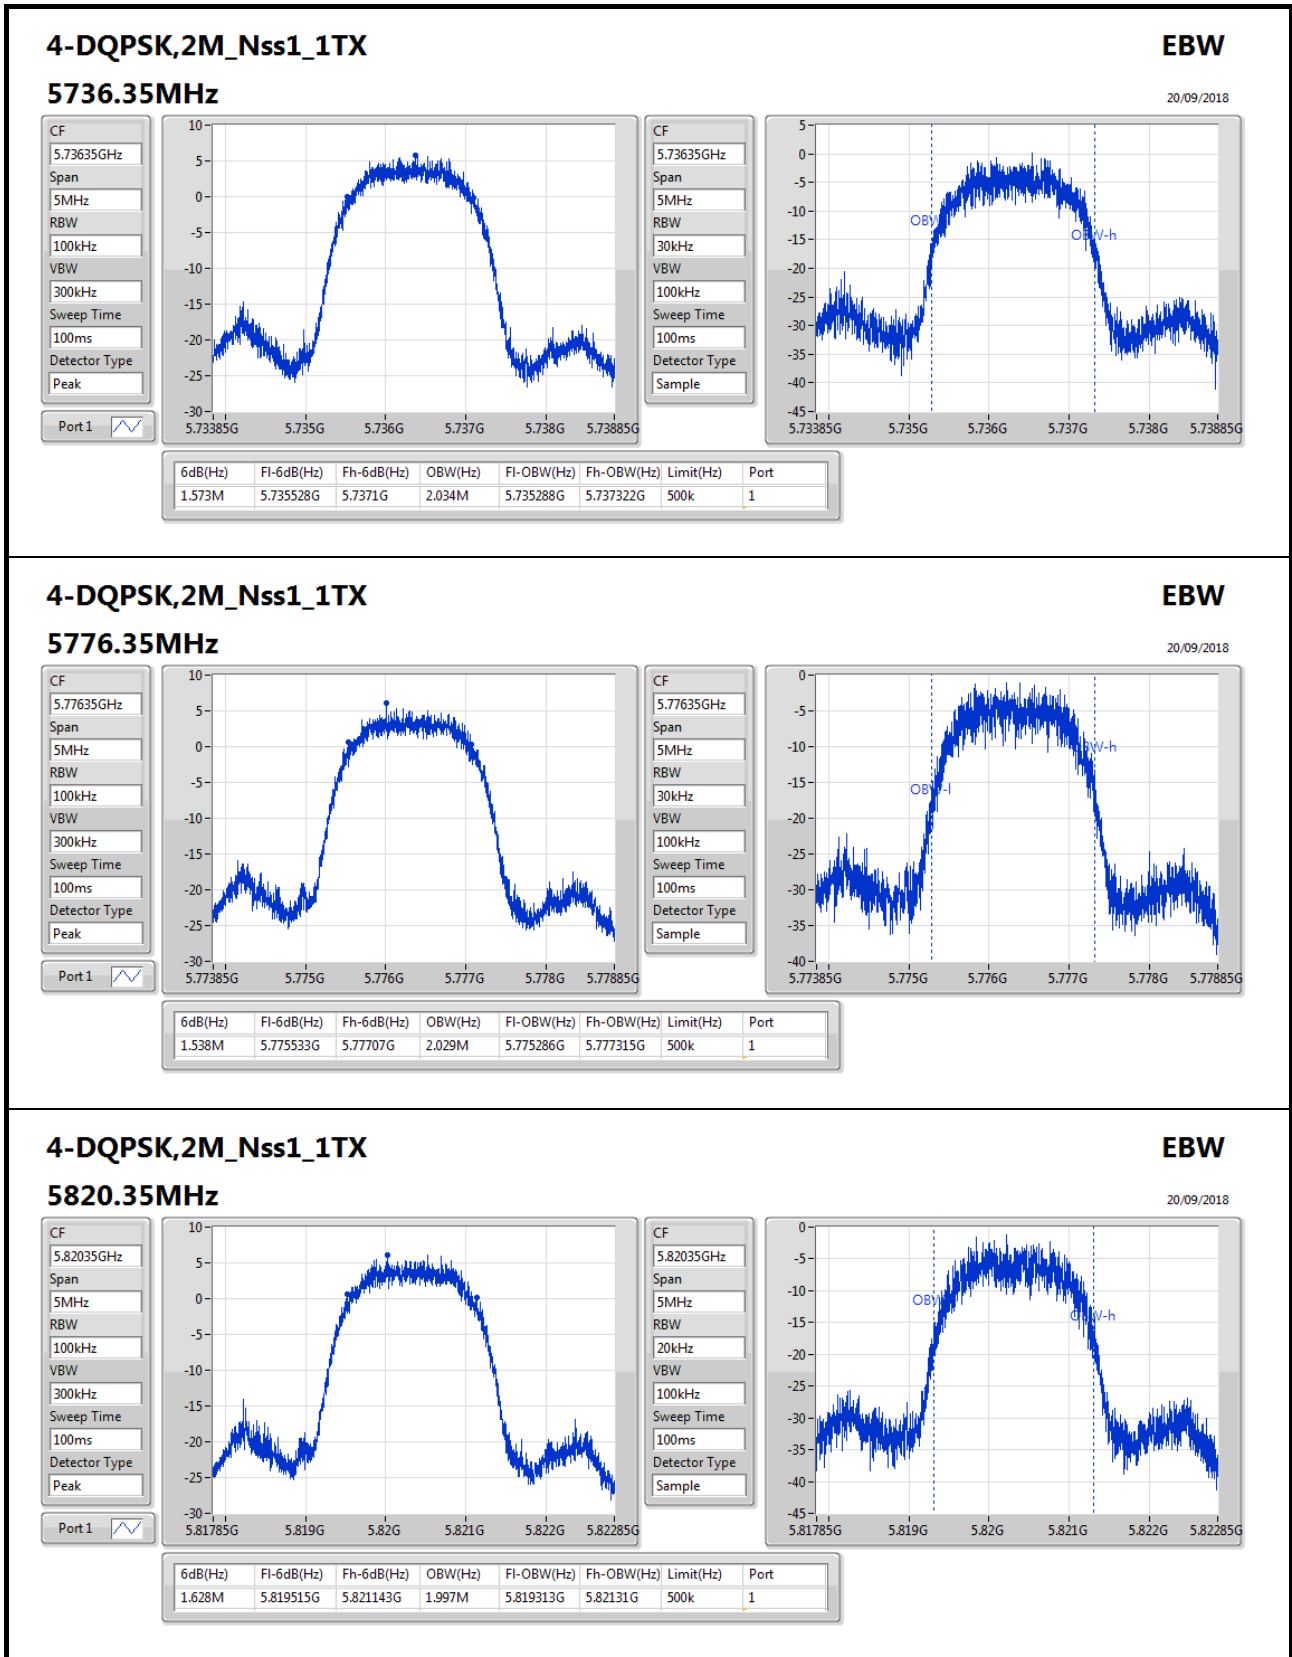 4-DQPSK,2M_Nss1_1TX
EBW
5736.35MHz
20/09/2018
CF
5.73635GHz
Span
5MHz
RBW
100kHz
VBW
300kHz
Sweep Time
100ms
Detector Type
Peak
Port 1
10
5
0
-5
-10
-15
-20
-25
-30
5.73385G 5.735G 5.736G 5.737G 5.738G 5.73885G
CF
5.73635GHz
Span
5MHz
RBW
30kHz
VBW
100kHz
Sweep Time
100ms
Detector Type
Sample
5
0
-5
-10
-15
-20
-25
-30
-35
-40
-45
OBW-h
5.73385G 5.735G 5.736G 5.737G 5.738G 5.73885G
6dB(Hz) Fl-6dB(Hz) Fh-6dB(Hz) OBW(Hz) Fl-OBW(Hz) Fh-OBW(Hz) Limit(Hz) Port
1.573M 5.735528G 5.7371G 2.034M 5.735288G 5.737322G 500k 1
4-DQPSK,2M_Nss1_1TX
EBW
5776.35MHz
20/09/2018
CF
5.77635GHz
Span
5MHz
RBW
100kHz
VBW
300kHz
Sweep Time
100ms
Detector Type
Peak
Port 1
10
5
0
-5
-10
-15
-20
-25
-30
5.77385G 5.775G 5.776G 5.777G 5.778G 5.77885G
CF
5.77635GHz
Span
5MHz
RBW
30kHz
VBW
100kHz
Sweep Time
100ms
Detector Type
Sample
0
-5
-10
-15
-20
-25
-30
-35
-40
OBW-l
OBW-h
5.77385G 5.775G 5.776G 5.777G 5.778G 5.77885G
6dB(Hz) Fl-6dB(Hz) Fh-6dB(Hz) OBW(Hz) Fl-OBW(Hz) Fh-OBW(Hz) Limit(Hz) Port
1.538M 5.775533G 5.77707G 2.029M 5.775286G 5.777315G 500k 1
4-DQPSK,2M_Nss1_1TX
EBW
5820.35MHz
20/09/2018
CF
5.82035GHz
Span
5MHz
RBW
100kHz
VBW
300kHz
Sweep Time
100ms
Detector Type
Peak
Port 1
10
5
0
-5
-10
-15
-20
-25
-30
5.81785G 5.819G 5.82G 5.821G 5.822G 5.82285G
CF
5.82035GHz
Span
5MHz
RBW
20kHz
VBW
100kHz
Sweep Time
100ms
Detector Type
Sample
0
-5
-10
-15
-20
-25
-30
-35
-40
-45
OBW-h
5.81785G 5.819G 5.82G 5.821G 5.822G 5.82285G
6dB(Hz) Fl-6dB(Hz) Fh-6dB(Hz) OBW(Hz) Fl-OBW(Hz) Fh-OBW(Hz) Limit(Hz) Port
1.628M 5.819515G 5.821143G 1.997M 5.819313G 5.82131G 500k 1